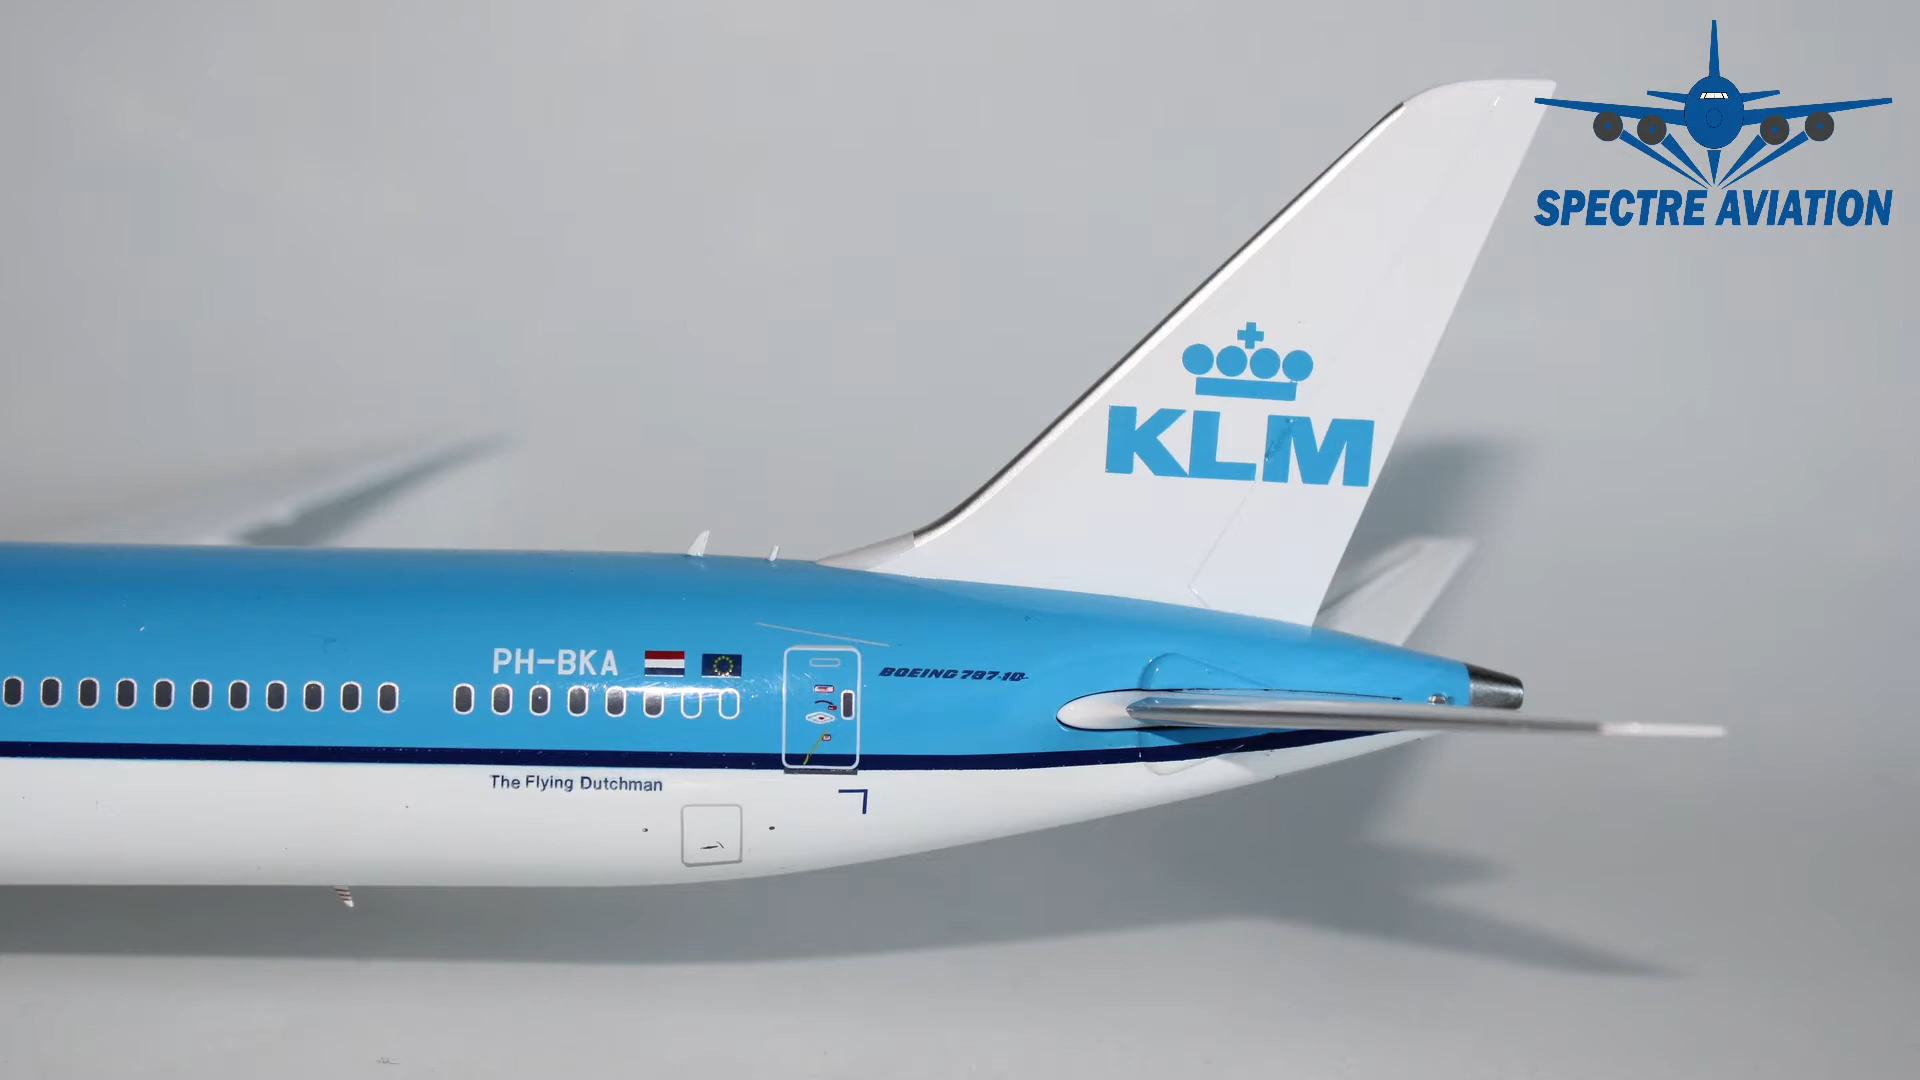 SPECTRE AVIATION
KLM
PH-BKA
BOEING 787-10
The Flying Dutchman